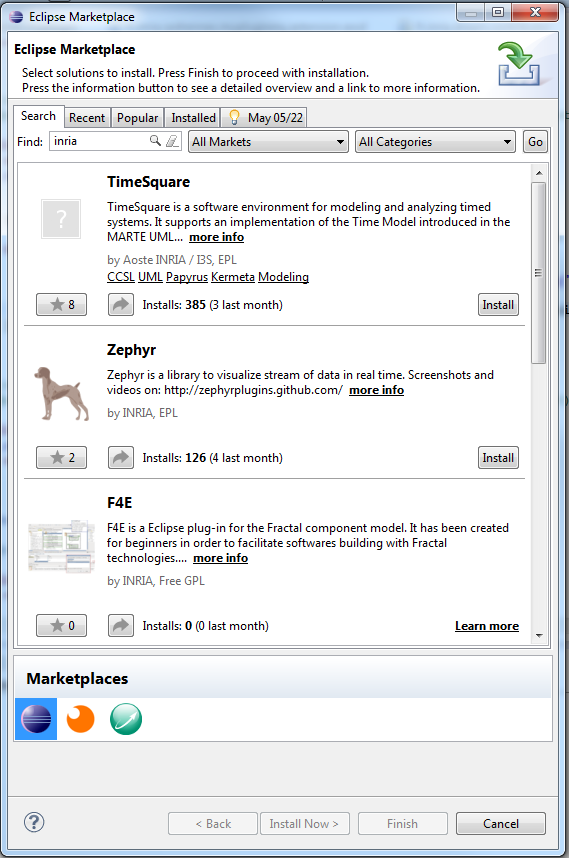 Eclipse Marketplace
Eclipse Marketplace
Select solutions to install. Press Finish to proceed with installation.
Press the information button to see a detailed overview and a link to more information.
Search Recent Popular Installed May 05/22
Find: inria All Markets All Categories Go
TimeSquare
TimeSquare is a software environment for modeling and analyzing timed
systems. It supports an implementation of the Time Model introduced in the
MARTE UML... more info
by Aoste INRIA / I3S, EPL
CCSL UML Papyrus Kermeta Modeling
8 Installs: 385 (3 last month) Install
Zephyr
Zephyr is a library to visualize stream of data in real time. Screenshots and
videos on: http://zephyrplugins.github.com/ more info
by INRIA, EPL
2 Installs: 126 (4 last month) Install
F4E
F4E is a Eclipse plug-in for the Fractal component model. It has been created
for beginners in order to facilitate softwares building with Fractal
technologies.... more info
by INRIA, Free GPL
0 Installs: 0 (0 last month) Learn more
Marketplaces
? < Back Install Now > Finish Cancel